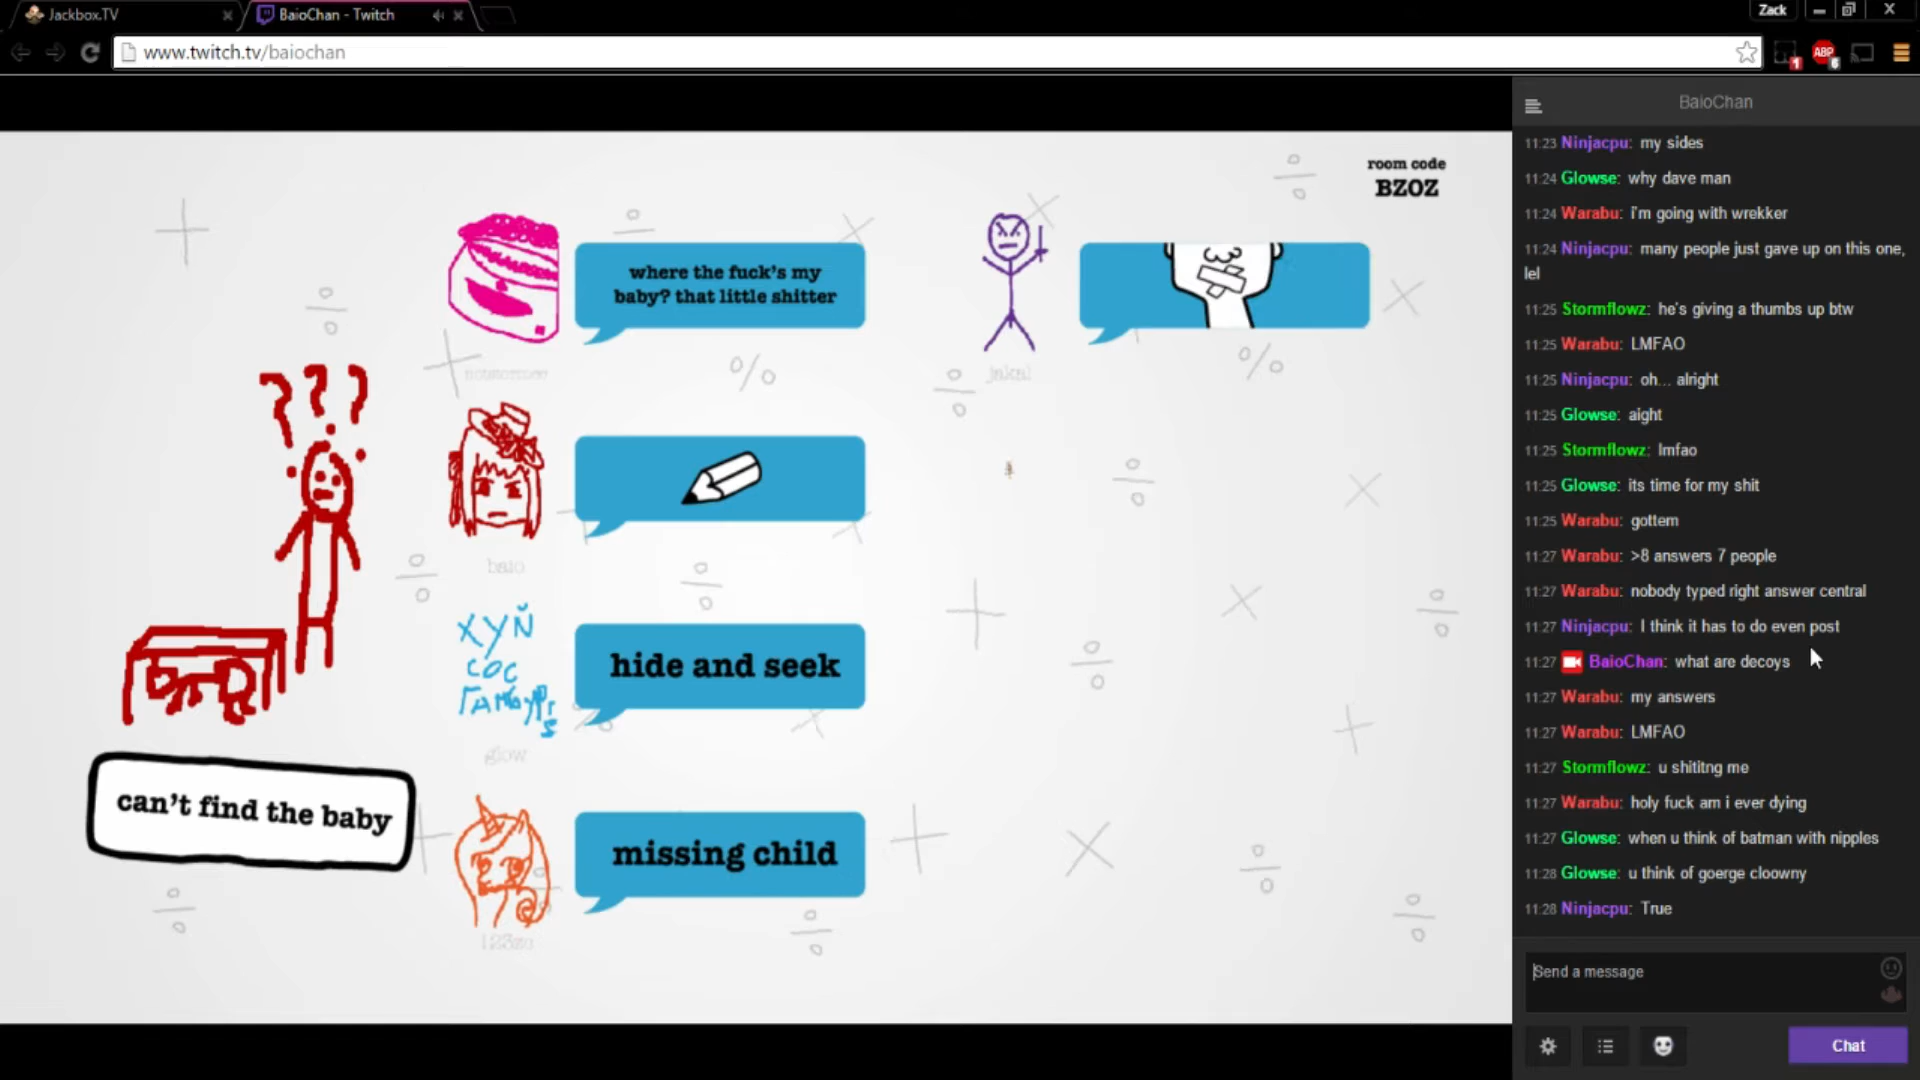 Jackbox.TV
BaioChan - Twitch
Zack
www.twitch.tv/baiochan
1
ABP
6
BaioChan
room code
BZOZ
where the fuck's my
baby? that little shitter
jakal
???
baio
XYN
COC
hide and seek
glow
can't find the baby
missing child
11:23 Ninjacpu: my sides
11:24 Glowse: why dave man
11:24 Warabu: i'm going with wrekker
11:24 Ninjacpu: many people just gave up on this one,
lel
11:25 Stormflowz: he's giving a thumbs up btw
11:25 Warabu: LMFAO
11:25 Ninjacpu: oh... alright
11:25 Glowse: aight
11:25 Stormflowz: lmfao
11:25 Glowse: its time for my shit
11:25 Warabu: gottem
11:27 Warabu: >8 answers 7 people
11:27 Warabu: nobody typed right answer central
11:27 Ninjacpu: I think it has to do even post
11:27 BaioChan: what are decoys
11:27 Warabu: my answers
11:27 Warabu: LMFAO
11:27 Stormflowz: u shititng me
11:27 Warabu: holy fuck am i ever dying
11:27 Glowse: when u think of batman with nipples
11:28 Glowse: u think of goerge cloowny
11:28 Ninjacpu: True
Send a message
Chat